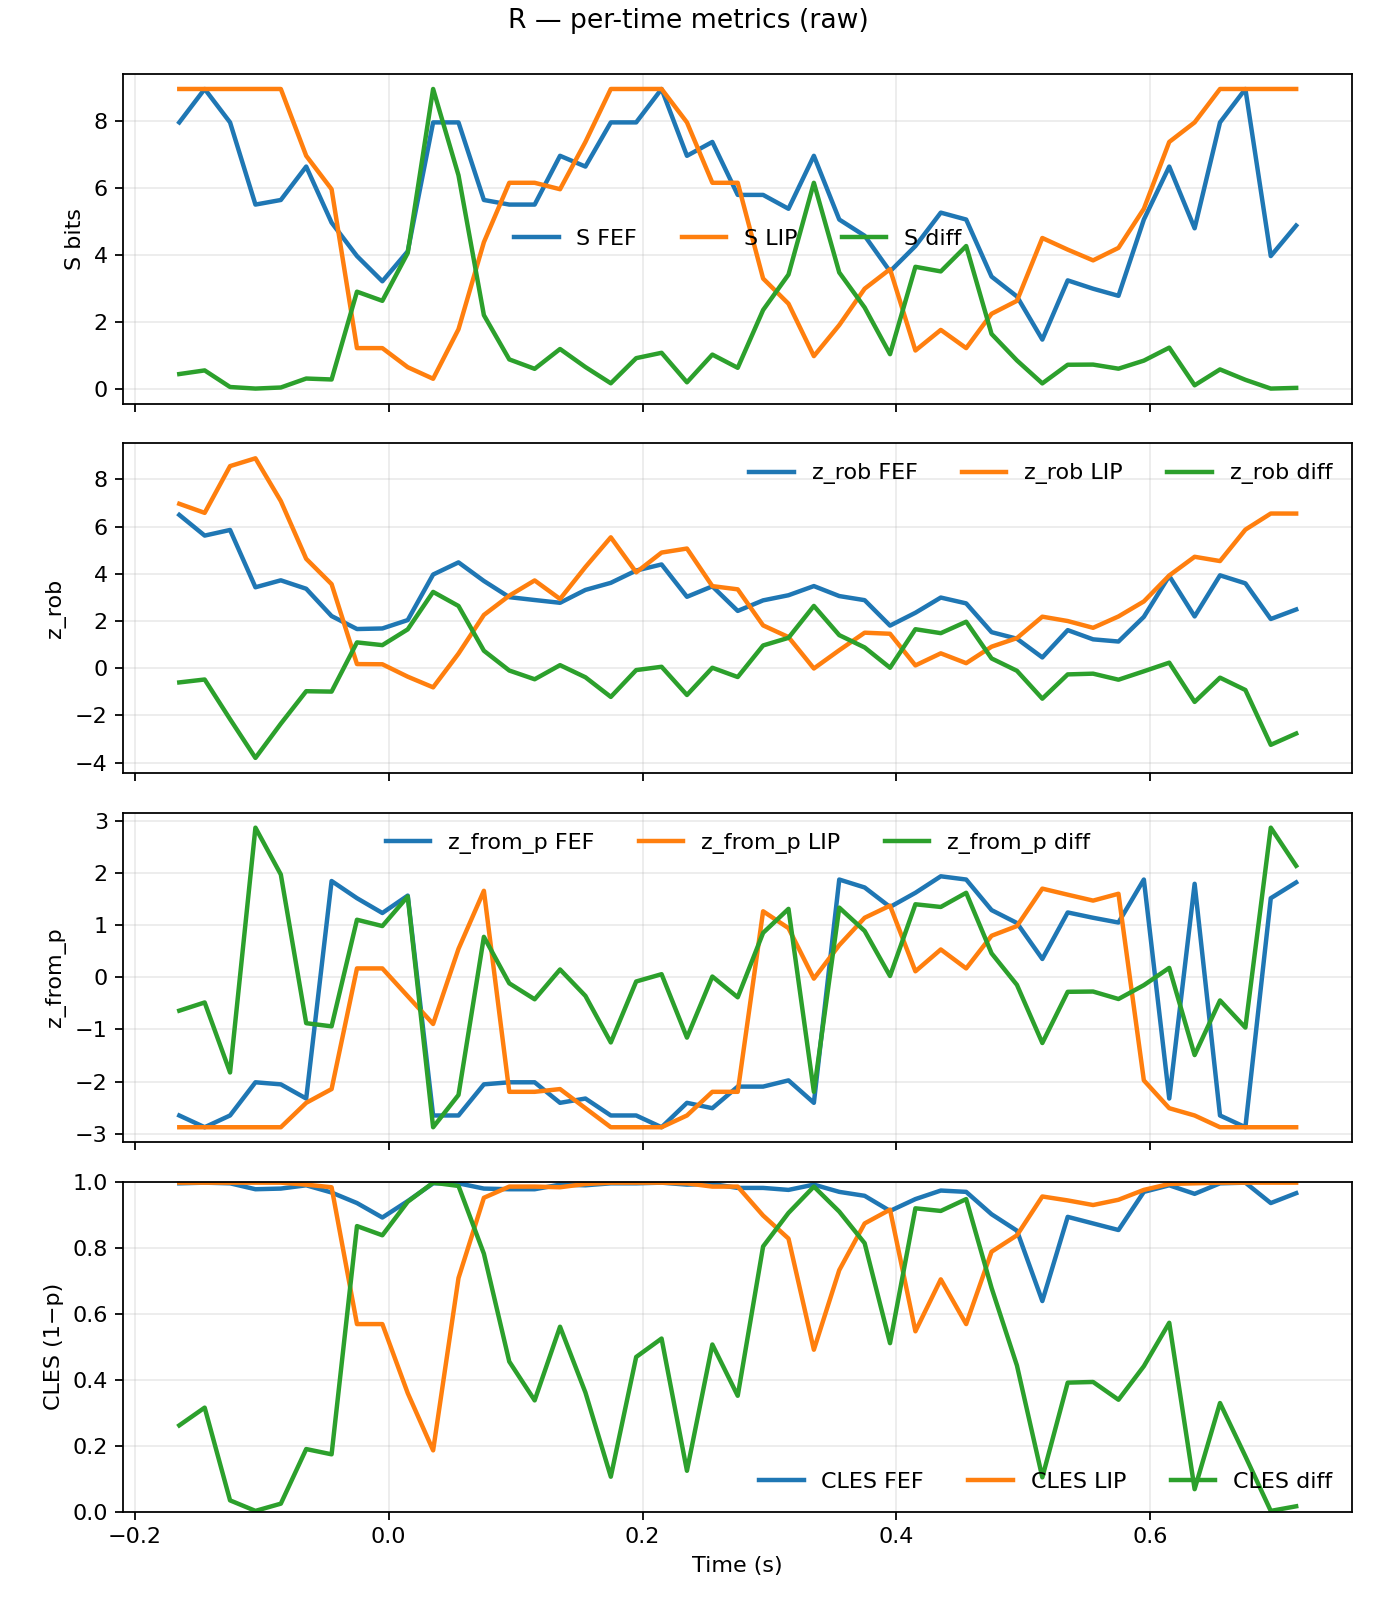 R — per-time metrics (raw)
S bits
8
6
4
2
0
S FEF S LIP S diff
z_rob
8
6
4
2
0
−2
−4
z_rob FEF z_rob LIP z_rob diff
z_from_p
3
2
1
0
−1
−2
−3
z_from_p FEF z_from_p LIP z_from_p diff
CLES (1−p)
1.0
0.8
0.6
0.4
0.2
0.0
CLES FEF CLES LIP CLES diff
−0.2 0.0 0.2 0.4 0.6
Time (s)